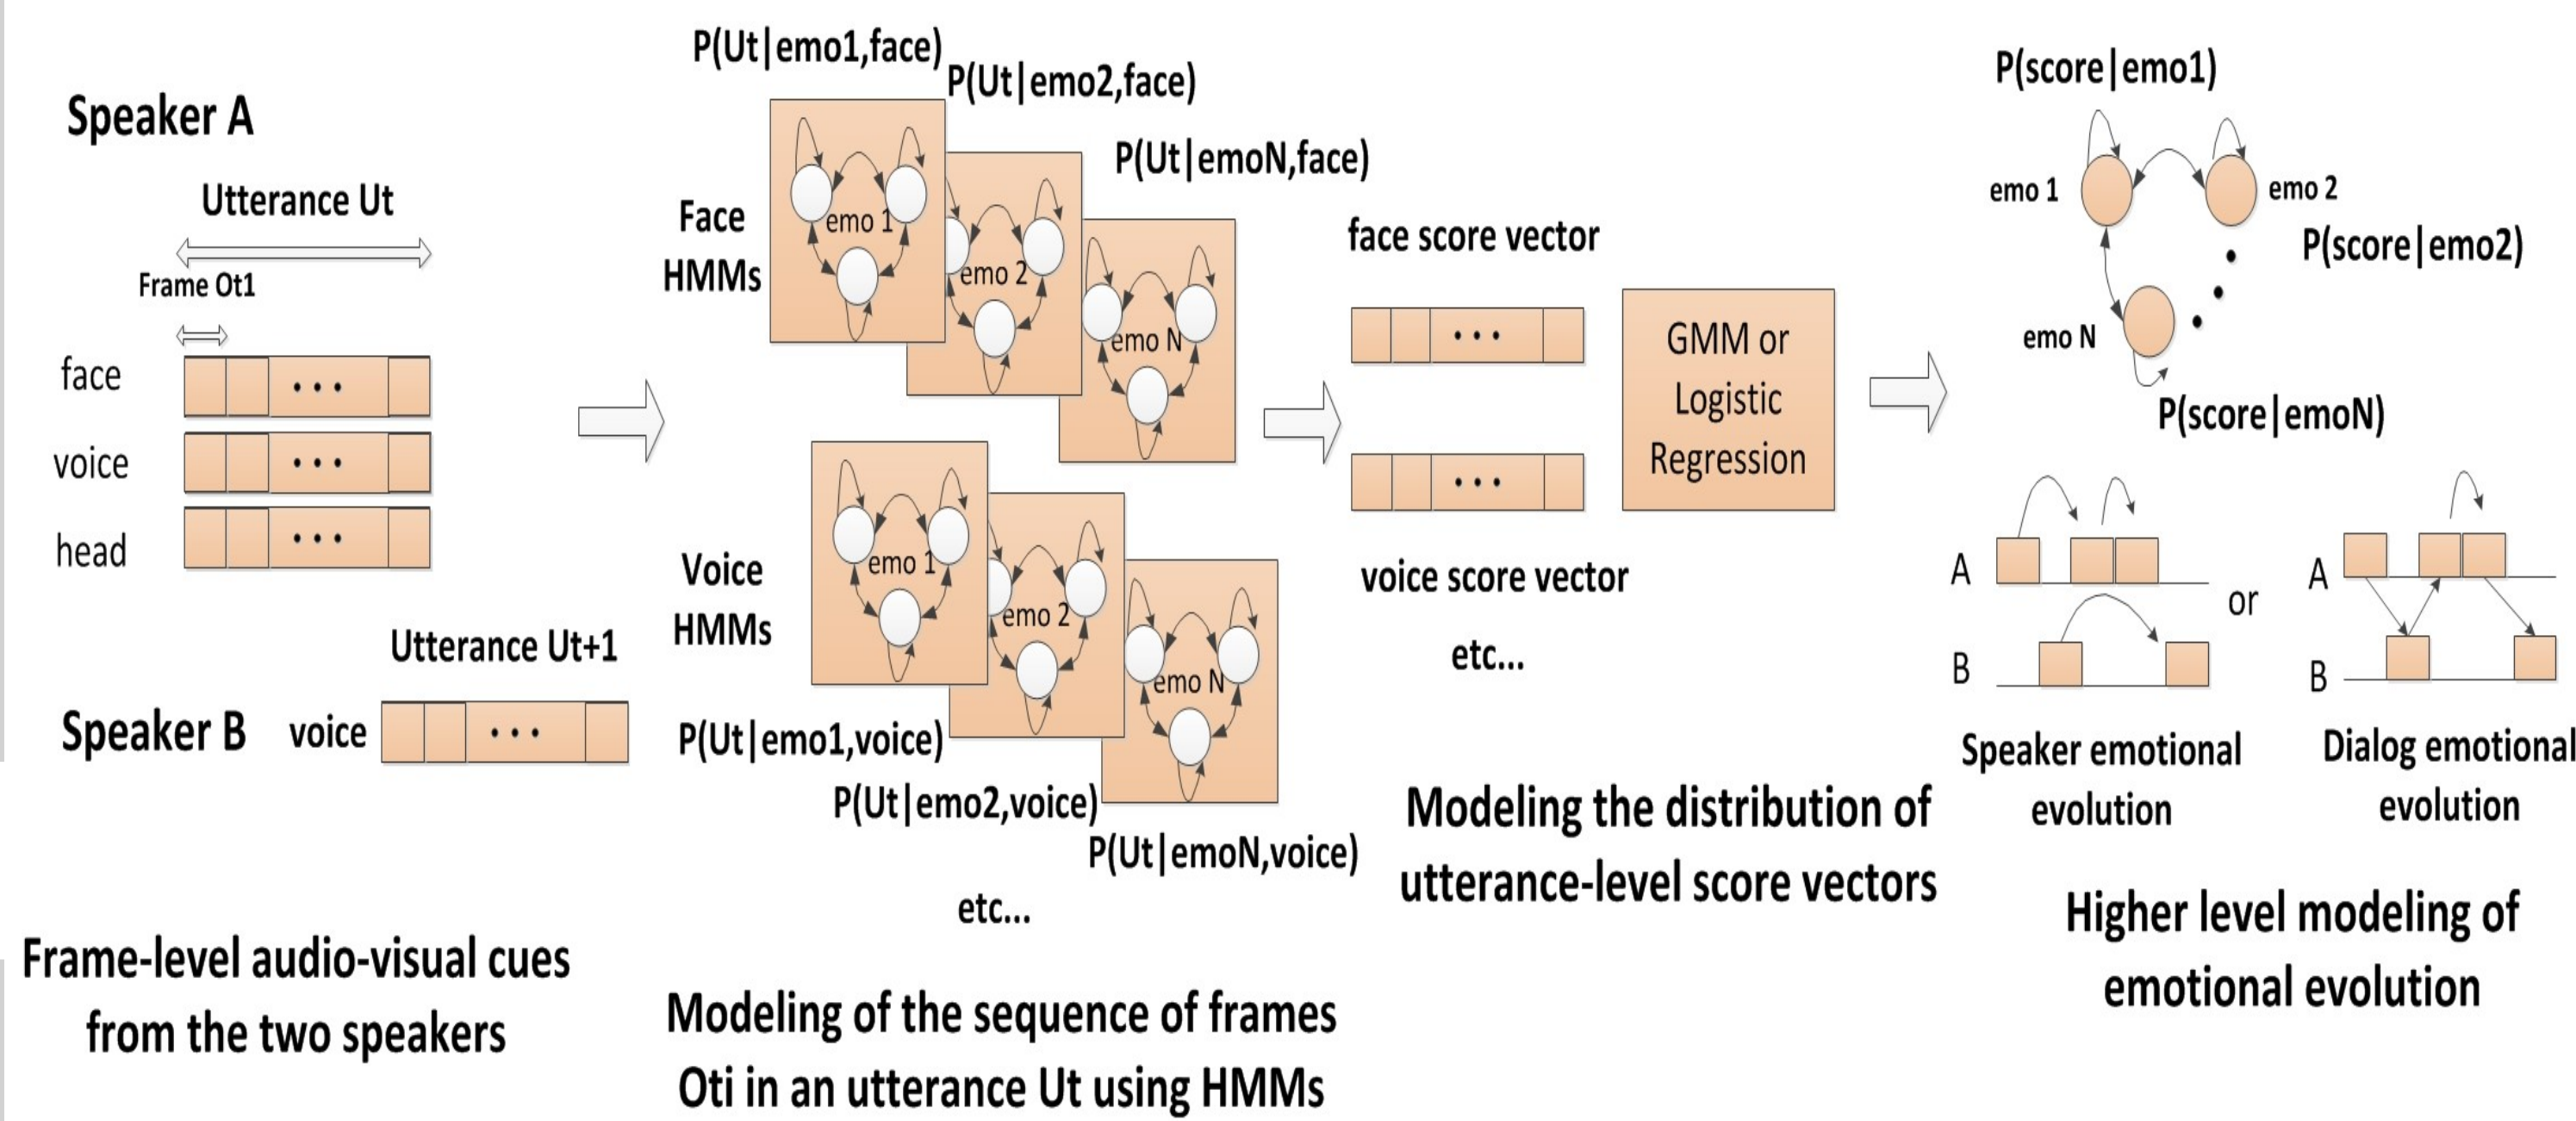 Speaker A
Utterance Ut
Frame Ot1
face
• • •
voice
• • •
head
• • •
Utterance Ut+1
Speaker B
voice
• • •
Frame-level audio-visual cues
from the two speakers
P(Ut|emo1,face)
P(Ut|emo2,face)
P(Ut|emoN,face)
Face
HMMs
emo 1
emo 2
emo N
Voice
HMMs
emo 1
emo 2
emo N
P(Ut|emo1,voice)
P(Ut|emo2,voice)
P(Ut|emoN,voice)
etc...
Modeling of the sequence of frames
Oti in an utterance Ut using HMMs
face score vector
• • •
• • •
voice score vector
etc...
GMM or
Logistic
Regression
Modeling the distribution of
utterance-level score vectors
P(score|emo1)
emo 1
emo 2
P(score|emo2)
emo N
P(score|emoN)
A
B
or
A
B
Speaker emotional
evolution
Dialog emotional
evolution
Higher level modeling of
emotional evolution